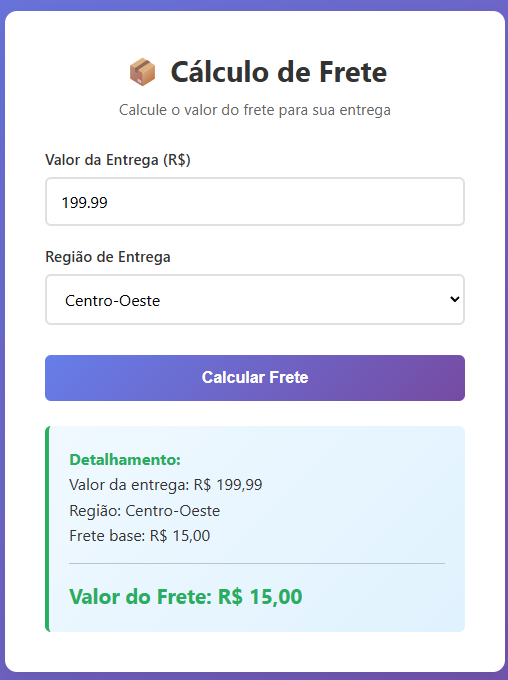 📦 Cálculo de Frete
Calcule o valor do frete para sua entrega
Valor da Entrega (R$)
199.99
Região de Entrega
Centro-Oeste
Calcular Frete
Detalhamento:
Valor da entrega: R$ 199,99
Região: Centro-Oeste
Frete base: R$ 15,00
Valor do Frete: R$ 15,00